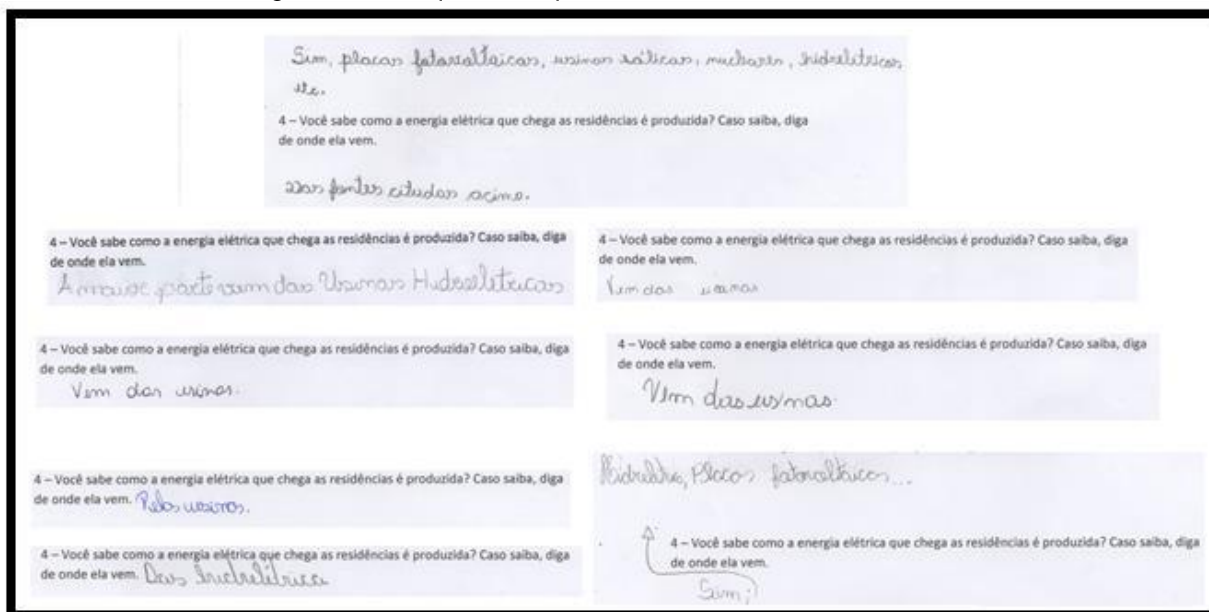 Sim, placas fotovoltaicas, usinas eólicas, nucleares, hidrelétricas
etc.
4 – Você sabe como a energia elétrica que chega as residências é produzida? Caso saiba, diga
de onde ela vem.
Das fontes citadas acima.
4 – Você sabe como a energia elétrica que chega as residências é produzida? Caso saiba, diga
de onde ela vem.
A maior parte vem das Usinas Hidreletricas
4 – Você sabe como a energia elétrica que chega as residências é produzida? Caso saiba, diga
de onde ela vem.
Vem das usinas
4 – Você sabe como a energia elétrica que chega as residências é produzida? Caso saiba, diga
de onde ela vem.
Vem das usinas.
4 – Você sabe como a energia elétrica que chega as residências é produzida? Caso saiba, diga
de onde ela vem.
Vem das usinas
4 – Você sabe como a energia elétrica que chega as residências é produzida? Caso saiba, diga
de onde ela vem. Pelas usinas.
4 – Você sabe como a energia elétrica que chega as residências é produzida? Caso saiba, diga
de onde ela vem. Das hidrelétrica
Placas fotovoltaicas...
4 – Você sabe como a energia elétrica que chega as residências é produzida? Caso saiba, diga
de onde ela vem.
Sim;